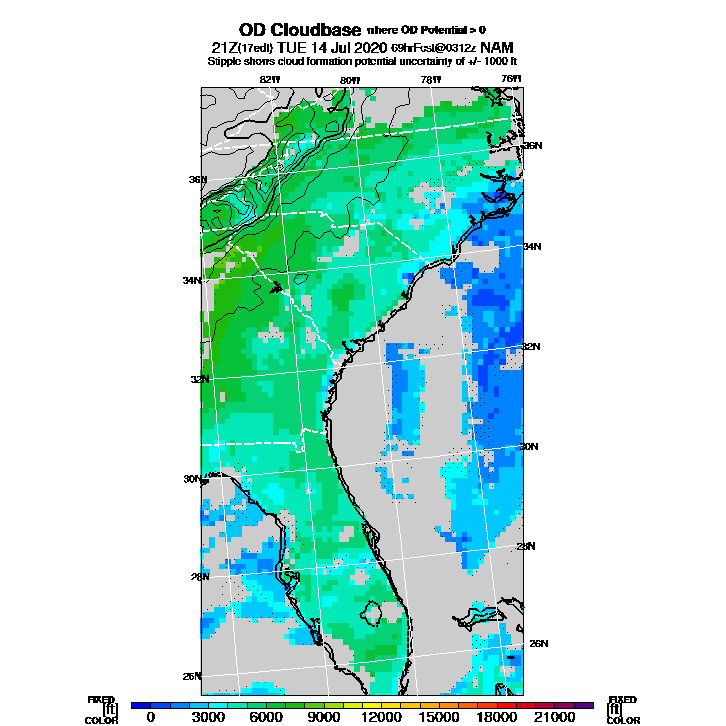 OD Cloudbase where OD Potential > 0
21Z(17edt) TUE 14 Jul 2020 69hrFcst@0312z NAM
Stipple shows cloud formation potential uncertainty of +/- 1000 ft
82W 80W 78W 76W
36N 36N
34N 34N
32N 32N
30N 30N
28N 28N
26N 26N
FIXED FIXED
[ft] 0 3000 6000 9000 12000 15000 18000 21000 [ft]
COLOR COLOR